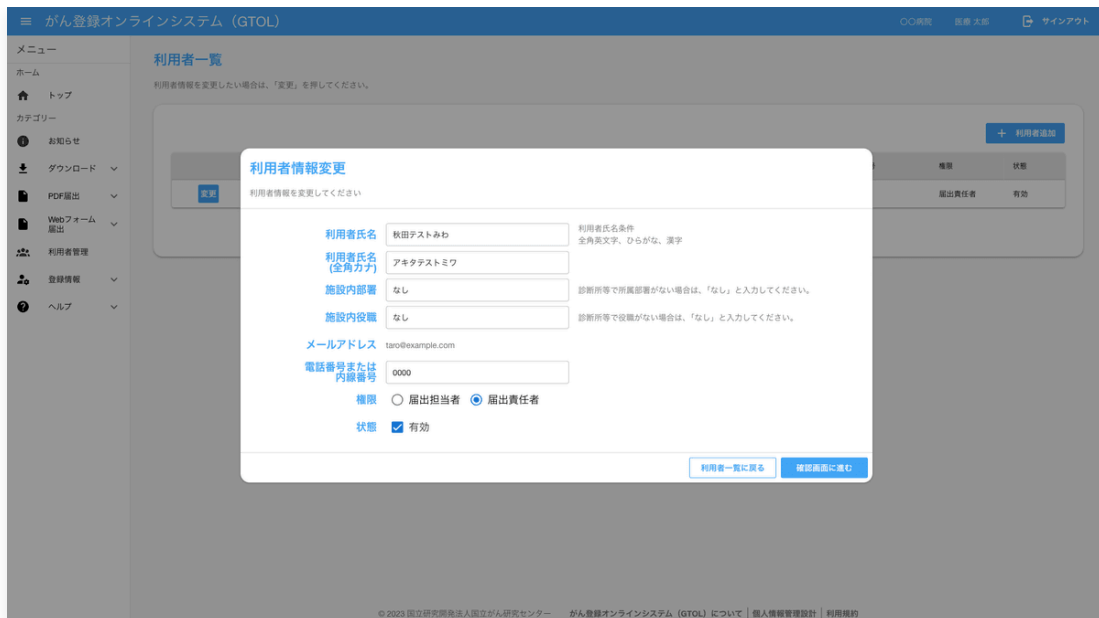 がん登録オンラインシステム（GTOL）
〇〇病院 医療 太郎 サインアウト
メニュー
ホーム
トップ
カテゴリー
お知らせ
ダウンロード
PDF届出
Webフォーム
届出
利用者管理
登録情報
ヘルプ
利用者一覧
利用者情報を変更したい場合は、「変更」を押してください。
＋ 利用者追加
権限 状態
変更 届出責任者 有効
利用者情報変更
利用者情報を変更してください
利用者氏名 秋田テストみわ
利用者氏名条件
全角英文字、ひらがな、漢字
利用者氏名
(全角カナ) アキタテストミワ
施設内部署 なし 診断所等で所属部署がない場合は、「なし」と入力してください。
施設内役職 なし 診断所等で役職がない場合は、「なし」と入力してください。
メールアドレス taro@example.com
電話番号または
内線番号 0000
権限 届出担当者 届出責任者
状態 有効
利用者一覧に戻る 確認画面に進む
© 2023 国立研究開発法人国立がん研究センター がん登録オンラインシステム（GTOL）について | 個人情報管理設計 | 利用規約